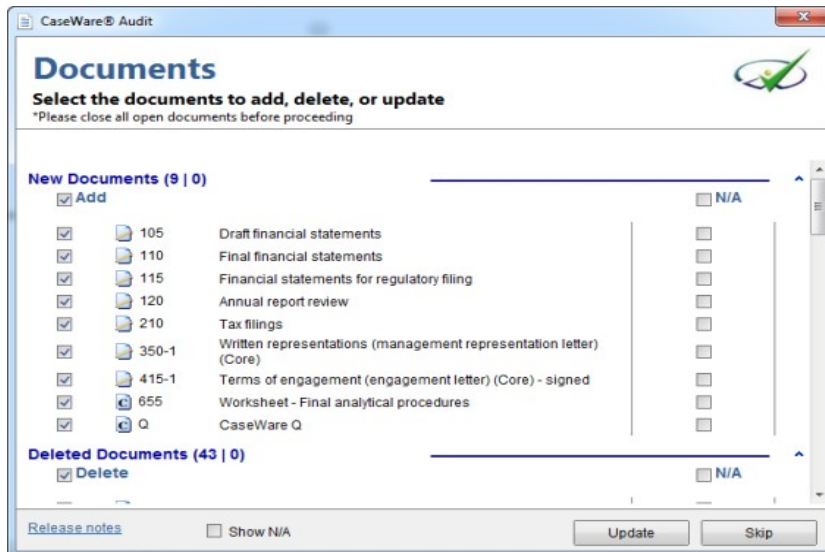 CaseWare® Audit
Documents
Select the documents to add, delete, or update
*Please close all open documents before proceeding
New Documents (9 | 0)
Add N/A
105 Draft financial statements
110 Final financial statements
115 Financial statements for regulatory filing
120 Annual report review
210 Tax filings
350-1 Written representations (management representation letter)
(Core)
415-1 Terms of engagement (engagement letter) (Core) - signed
655 Worksheet - Final analytical procedures
Q CaseWare Q
Deleted Documents (43 | 0)
Delete N/A
Release notes Show N/A Update Skip